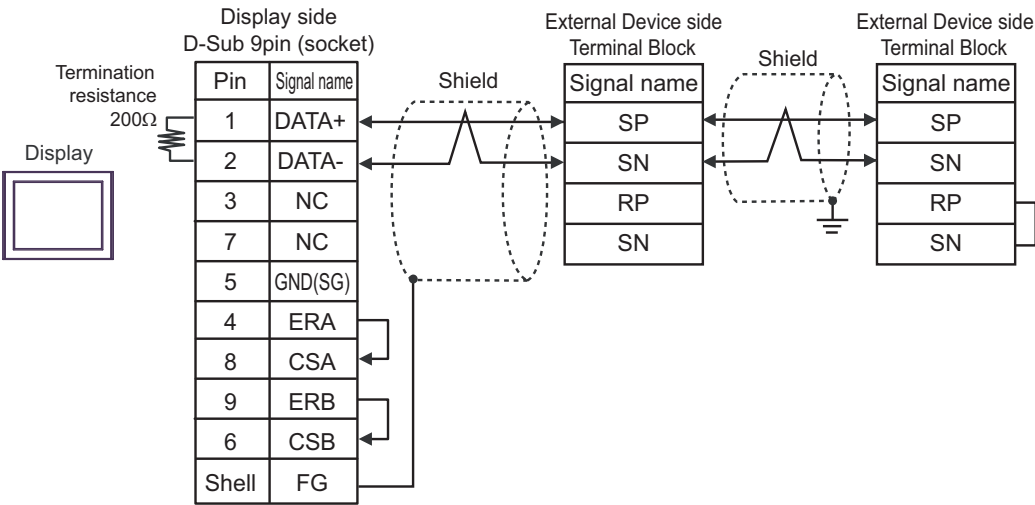 Display side
D-Sub 9pin (socket)
External Device side
Terminal Block
External Device side
Terminal Block
Termination
resistance
200Ω
Display
Pin Signal name
1 DATA+
2 DATA-
3 NC
7 NC
5 GND(SG)
4 ERA
8 CSA
9 ERB
6 CSB
Shell FG
Shield
Signal name
SP
SN
RP
SN
Shield
Signal name
SP
SN
RP
SN